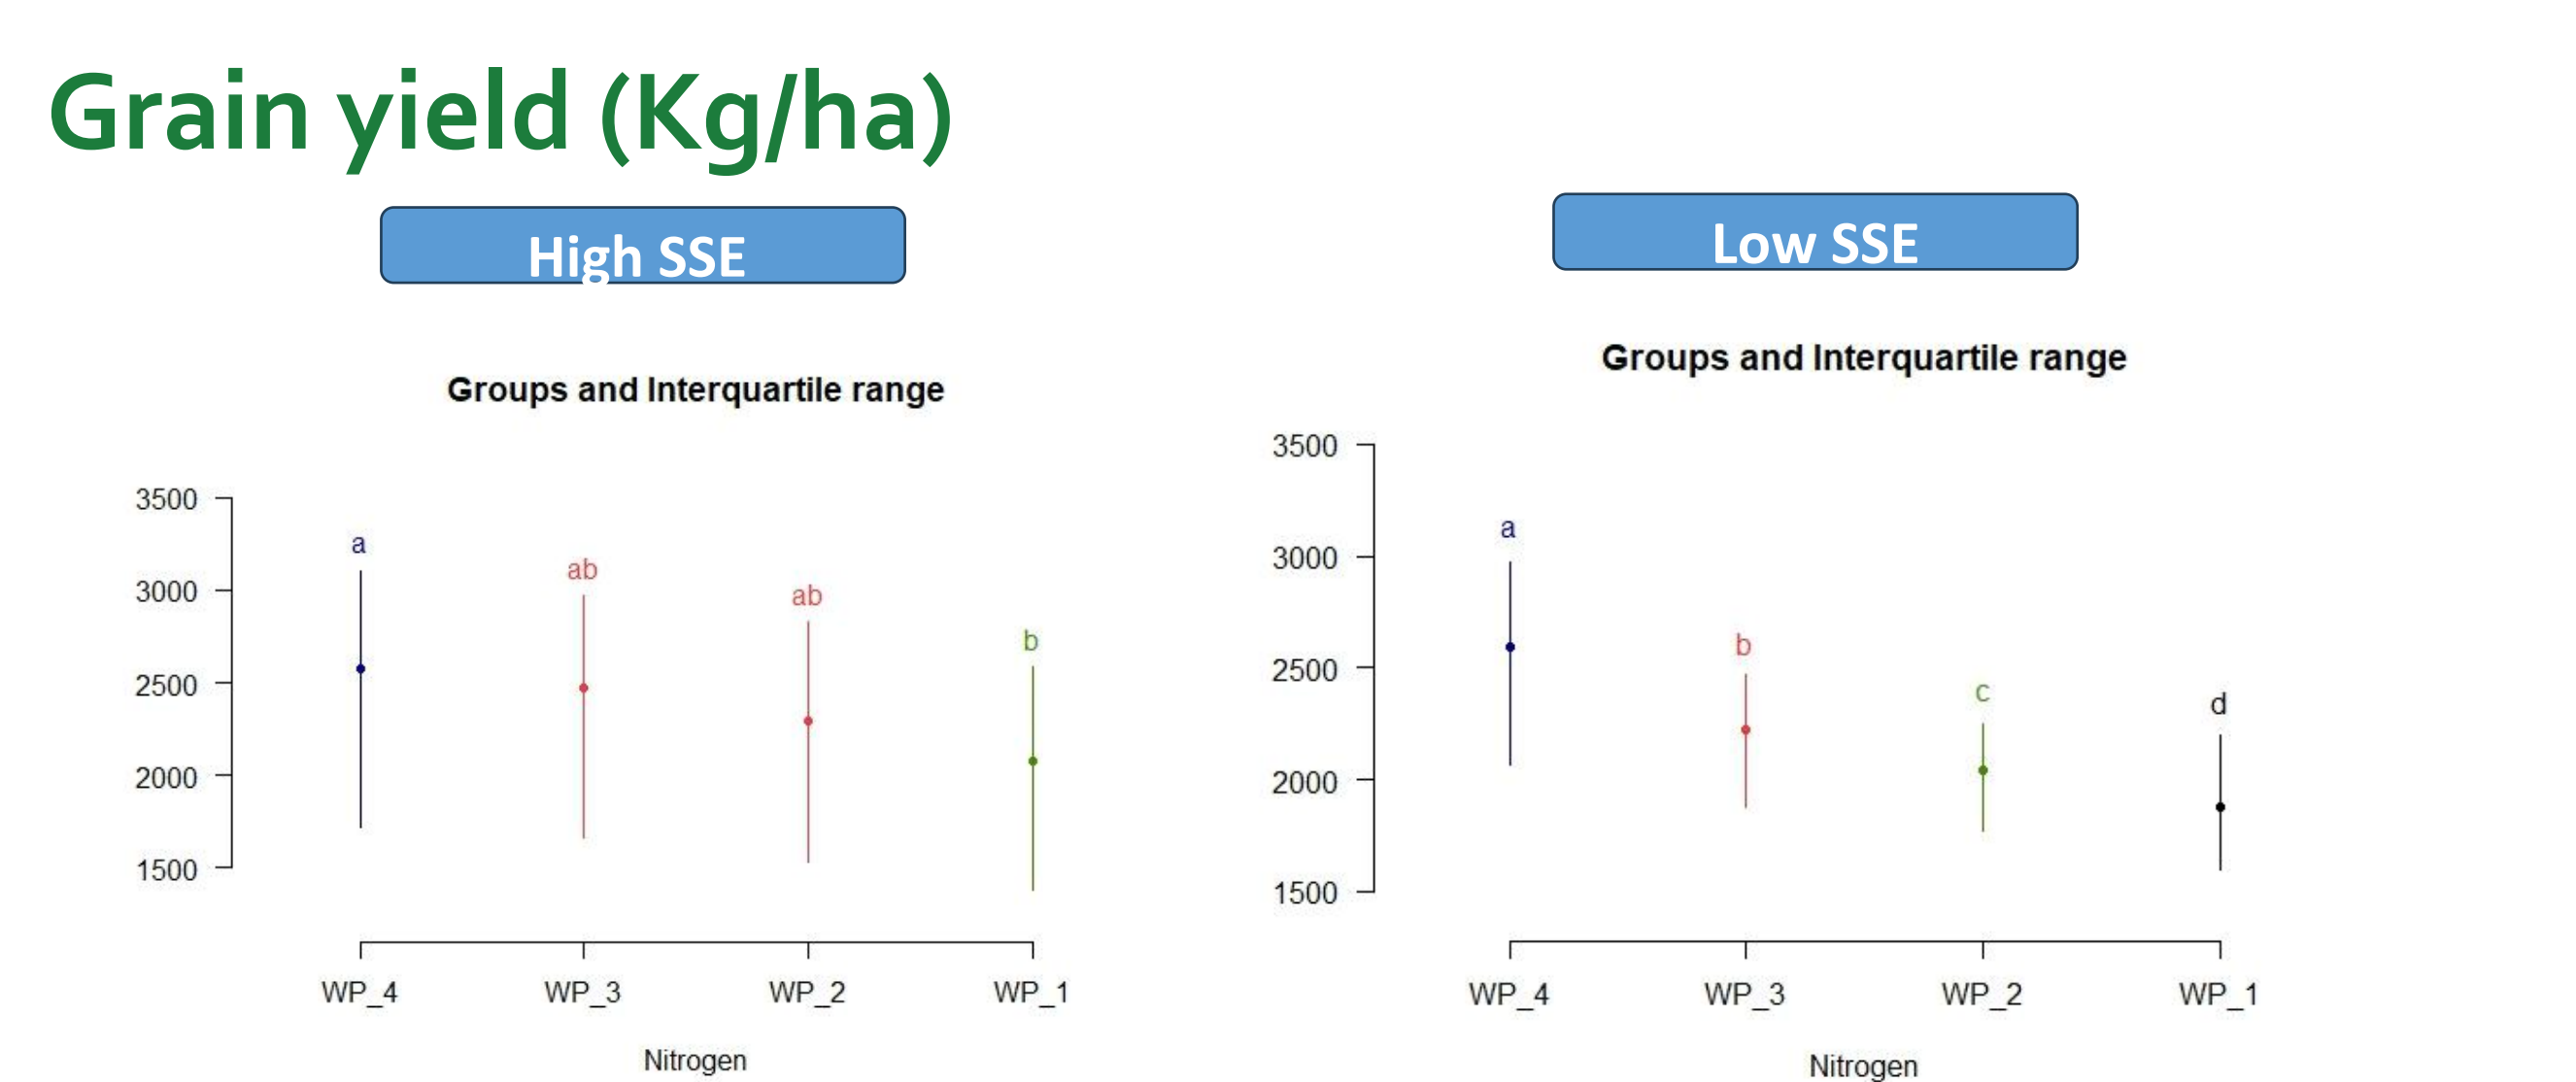 Grain yield (Kg/ha)
High SSE
Groups and Interquartile range
3500
3000
2500
2000
1500
a
ab
ab
b
WP_4 WP_3 WP_2 WP_1
Nitrogen
Low SSE
Groups and Interquartile range
3500
3000
2500
2000
1500
a
b
c
d
WP_4 WP_3 WP_2 WP_1
Nitrogen